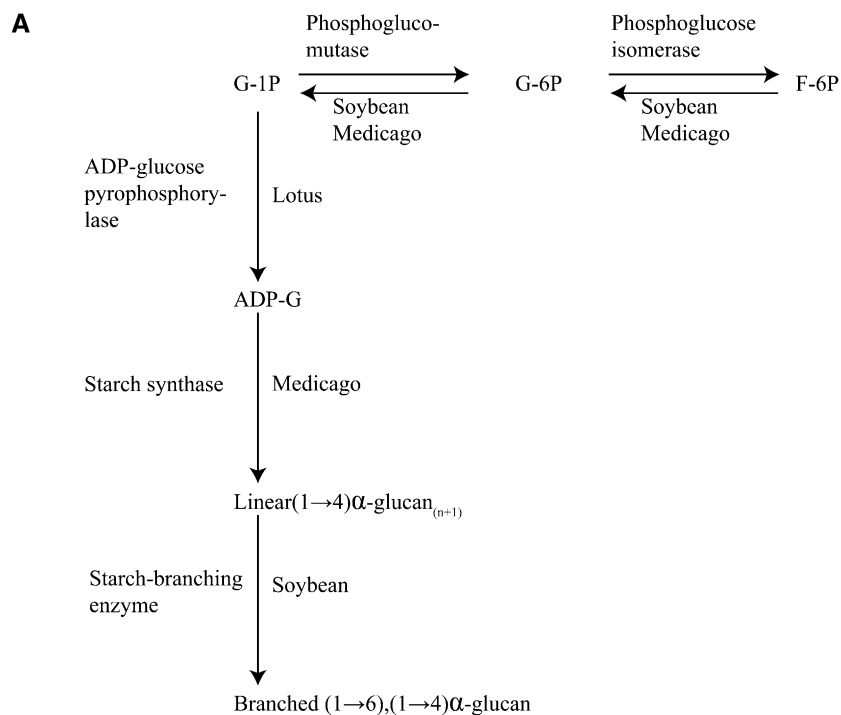 A
Phosphogluco-
mutase
Phosphoglucose
isomerase
G-1P
G-6P
F-6P
Soybean
Medicago
Soybean
Medicago
ADP-glucose
pyrophosphory-
lase
Lotus
ADP-G
Starch synthase
Medicago
Linear(1→4)α-glucan(n+1)
Starch-branching
enzyme
Soybean
Branched (1→6),(1→4)α-glucan